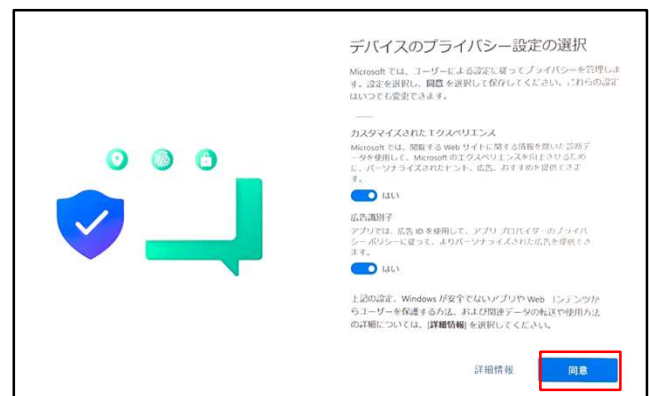 デバイスのプライバシー設定の選択
Microsoft では、ユーザーによる設定に従ってプライバシーを管理しま
す。設定を選択し、同意 を選択して保存してください。これらの設定
はいつでも変更できます。
カスタマイズされたエクスペリエンス
Microsoft では、閲覧する Web サイトに関する情報を除いた診断デ
ータを使用して、Microsoft のエクスペリエンスを向上させるため
に、パーソナライズされたヒント、広告、おすすめを提供できま
す。
はい
広告識別子
アプリでは、広告 ID を使用して、アプリ プロバイダーのプライバ
シー ポリシーに従って、よりパーソナライズされた広告を提供でき
ます。
はい
上記の設定、Windows が安全でないアプリや Web コンテンツか
らユーザーを保護する方法、および関連データの転送や使用方法
の詳細については、[詳細情報] を選択してください。
詳細情報
同意